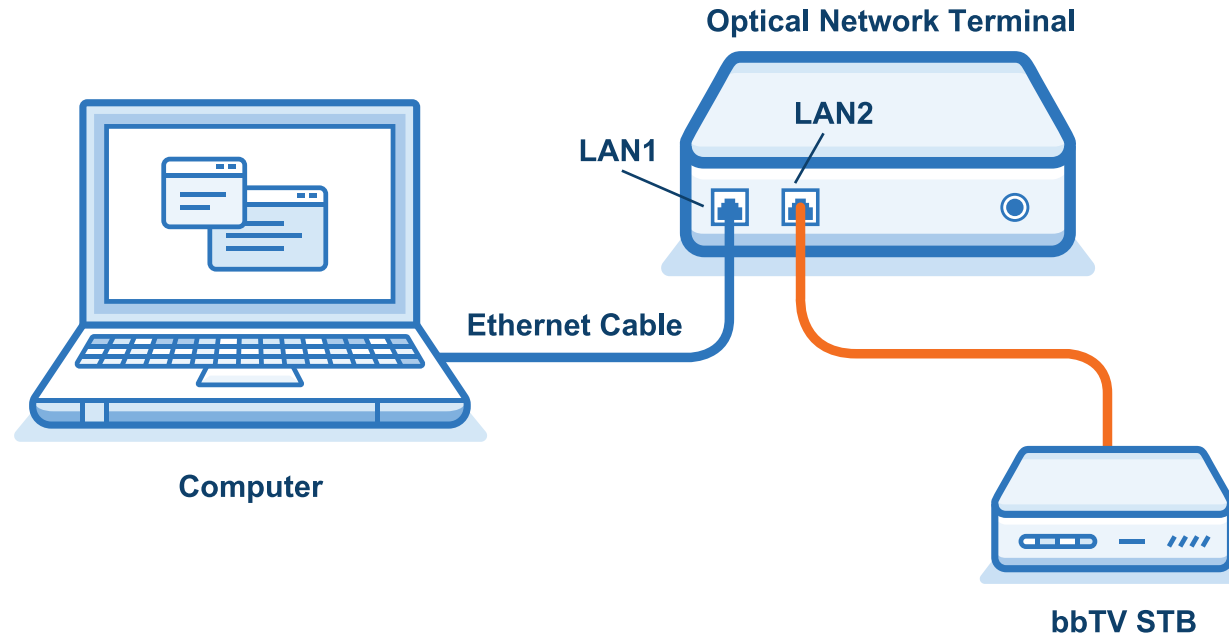 Optical Network Terminal
LAN2
LAN1
Ethernet Cable
Computer
bbTV STB